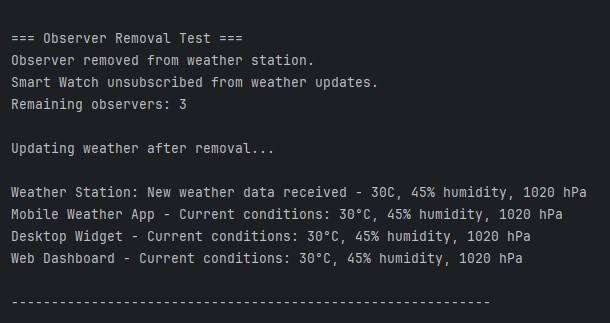 === Observer Removal Test ===
Observer removed from weather station.
Smart Watch unsubscribed from weather updates.
Remaining observers: 3
Updating weather after removal...
Weather Station: New weather data received - 30C, 45% humidity, 1020 hPa
Mobile Weather App - Current conditions: 30°C, 45% humidity, 1020 hPa
Desktop Widget - Current conditions: 30°C, 45% humidity, 1020 hPa
Web Dashboard - Current conditions: 30°C, 45% humidity, 1020 hPa
------------------------------------------------------------